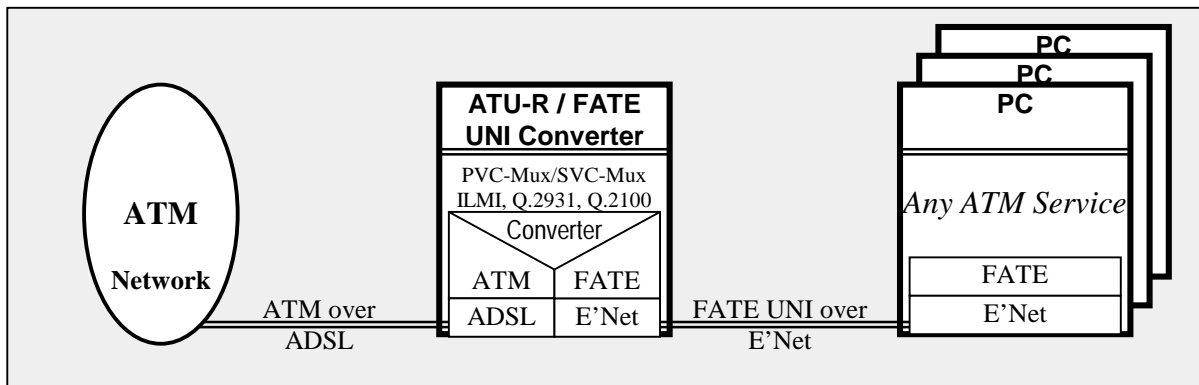 ATM
Network
ATM over
ADSL
ATU-R / FATE
UNI Converter
PVC-Mux/SVC-Mux
ILMI, Q.2931, Q.2100
Converter
ATM FATE
ADSL E’Net
FATE UNI over
E’Net
PC
PC
PC
Any ATM Service
FATE
E’Net